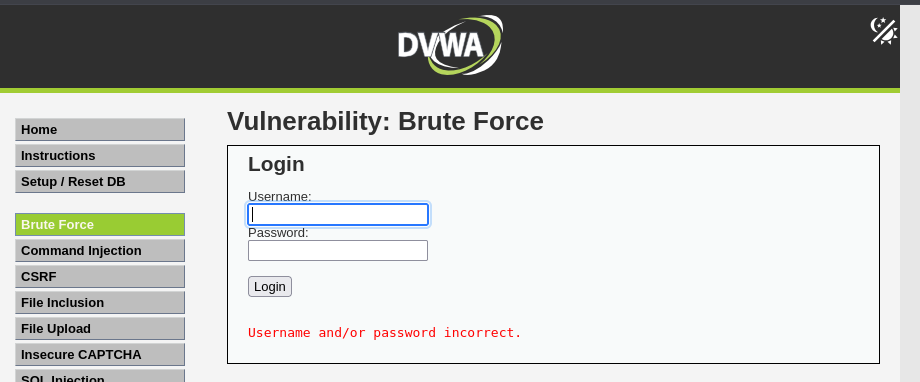 DVWA
Home
Instructions
Setup / Reset DB
Brute Force
Command Injection
CSRF
File Inclusion
File Upload
Insecure CAPTCHA
SQL Injection
Vulnerability: Brute Force
Login
Username:
Password:
Login
Username and/or password incorrect.